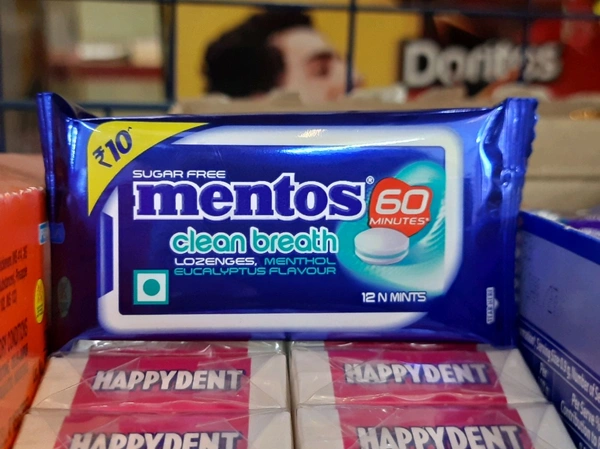 Doritos
₹10^
SUGAR FREE
mentos®
60
MINUTES*
clean breath
LOZENGES, MENTHOL
EUCALYPTUS FLAVOUR
12 N MINTS
HAPPYDENT
HAPPYDENT
HAPPYDENT
HAPPYDENT